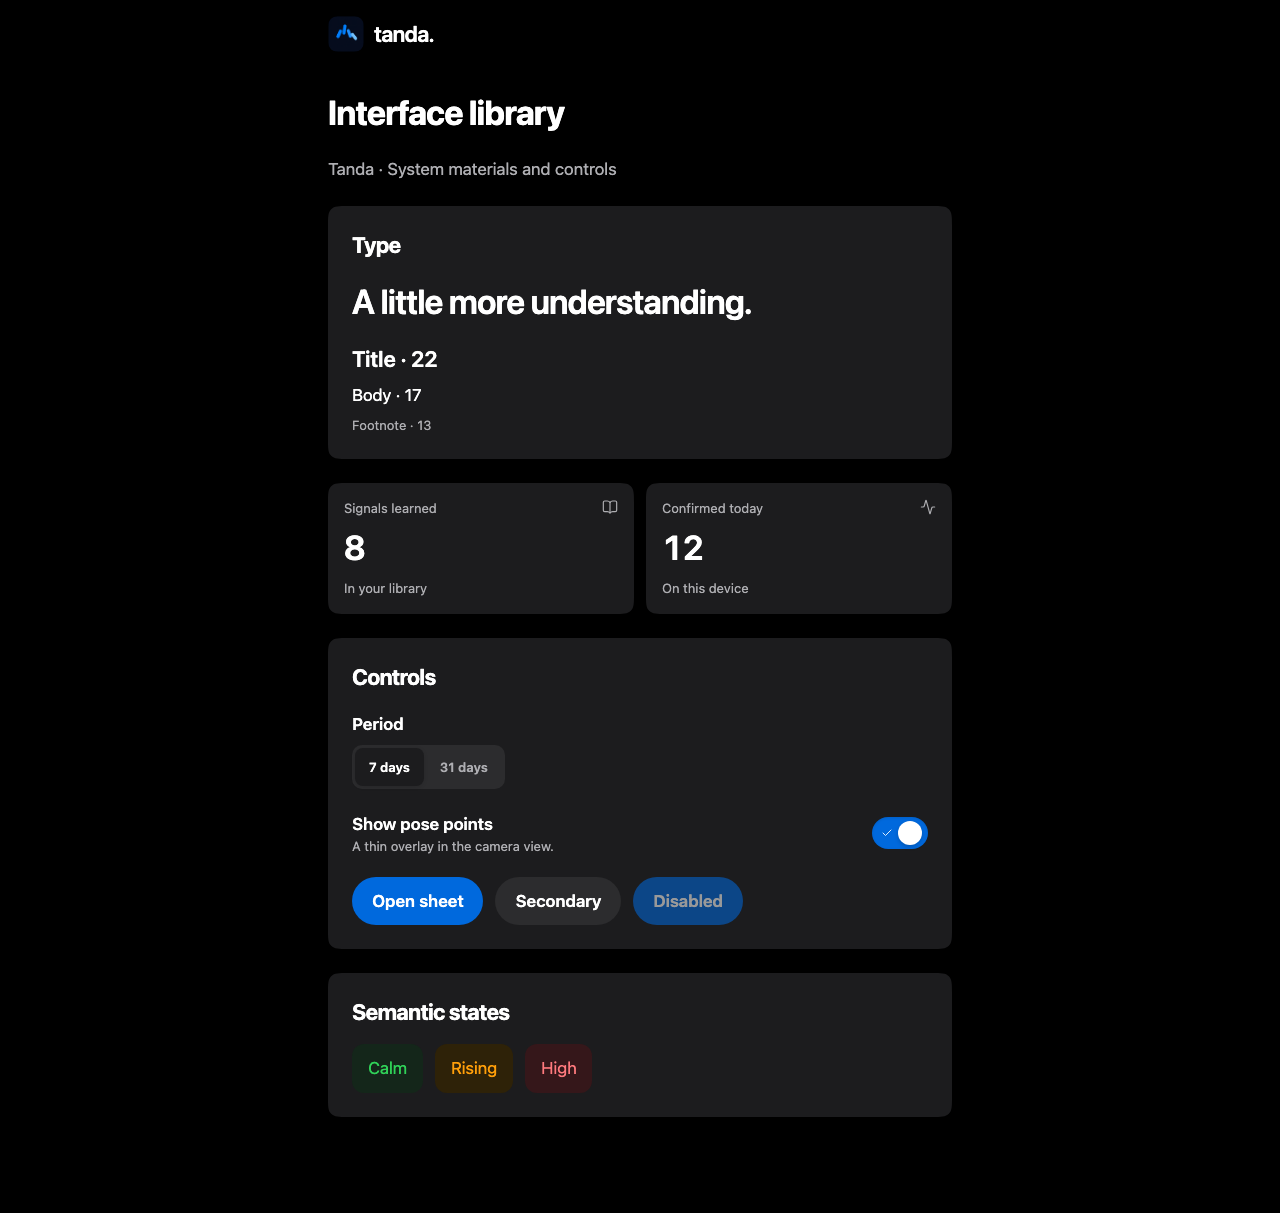 tanda.
Interface library
Tanda · System materials and controls
Type
A little more understanding.
Title · 22
Body · 17
Footnote · 13
Signals learned
8
In your library
Confirmed today
12
On this device
Controls
Period
7 days 31 days
Show pose points
A thin overlay in the camera view.
Open sheet Secondary Disabled
Semantic states
Calm Rising High